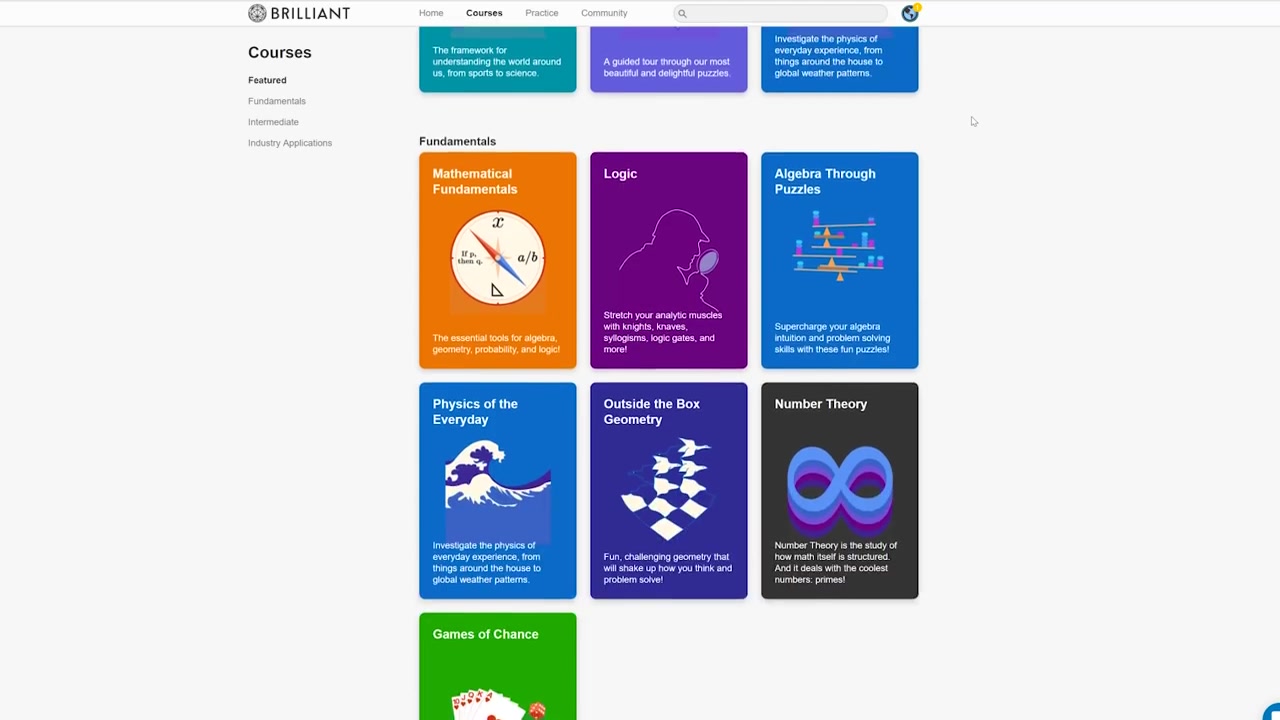 BRILLIANT
Home
Courses
Practice
Community
1
Courses
Featured
Fundamentals
Intermediate
Industry Applications
The framework for
understanding the world around
us, from sports to science.
A guided tour through our most
beautiful and delightful puzzles.
Investigate the physics of
everyday experience, from
things around the house to
global weather patterns.
Fundamentals
Mathematical
Fundamentals
x
If p,
then q.
a/b
The essential tools for algebra,
geometry, probability, and logic!
Logic
Stretch your analytic muscles
with knights, knaves,
syllogisms, logic gates, and
more!
Algebra Through
Puzzles
Supercharge your algebra
intuition and problem solving
skills with these fun puzzles!
Physics of the
Everyday
Investigate the physics of
everyday experience, from
things around the house to
global weather patterns.
Outside the Box
Geometry
Fun, challenging geometry that
will shake up how you think and
problem solve!
Number Theory
Number Theory is the study of
how math itself is structured.
And it deals with the coolest
numbers: primes!
Games of Chance
10 J Q K A